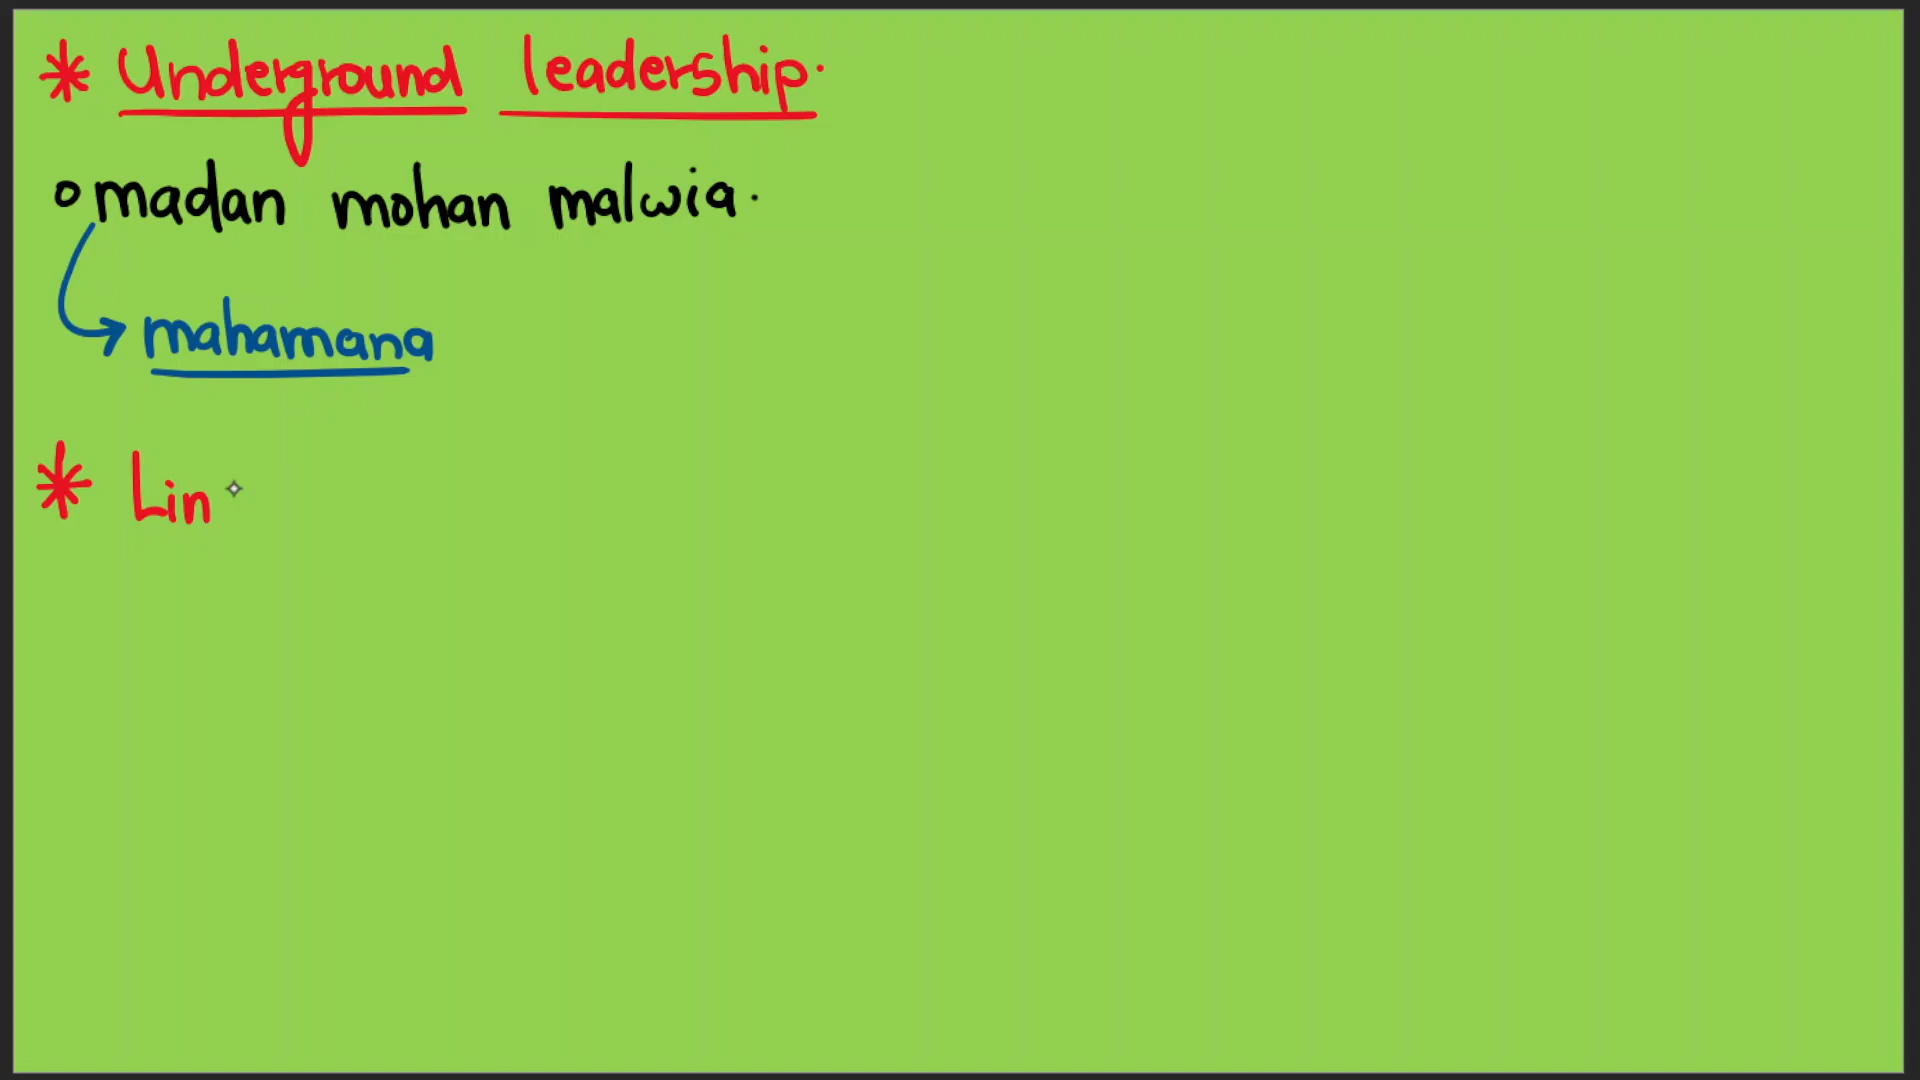 * Underground leadership.
o madan mohan malwia.
→ mahamana
* Lin